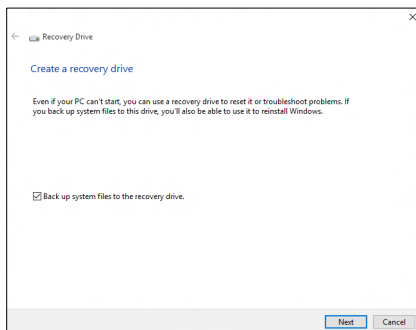 Recovery Drive
Create a recovery drive
Even if your PC can't start, you can use a recovery drive to reset it or troubleshoot problems. If
you back up system files to this drive, you'll also be able to use it to reinstall Windows.
Back up system files to the recovery drive.
Next Cancel